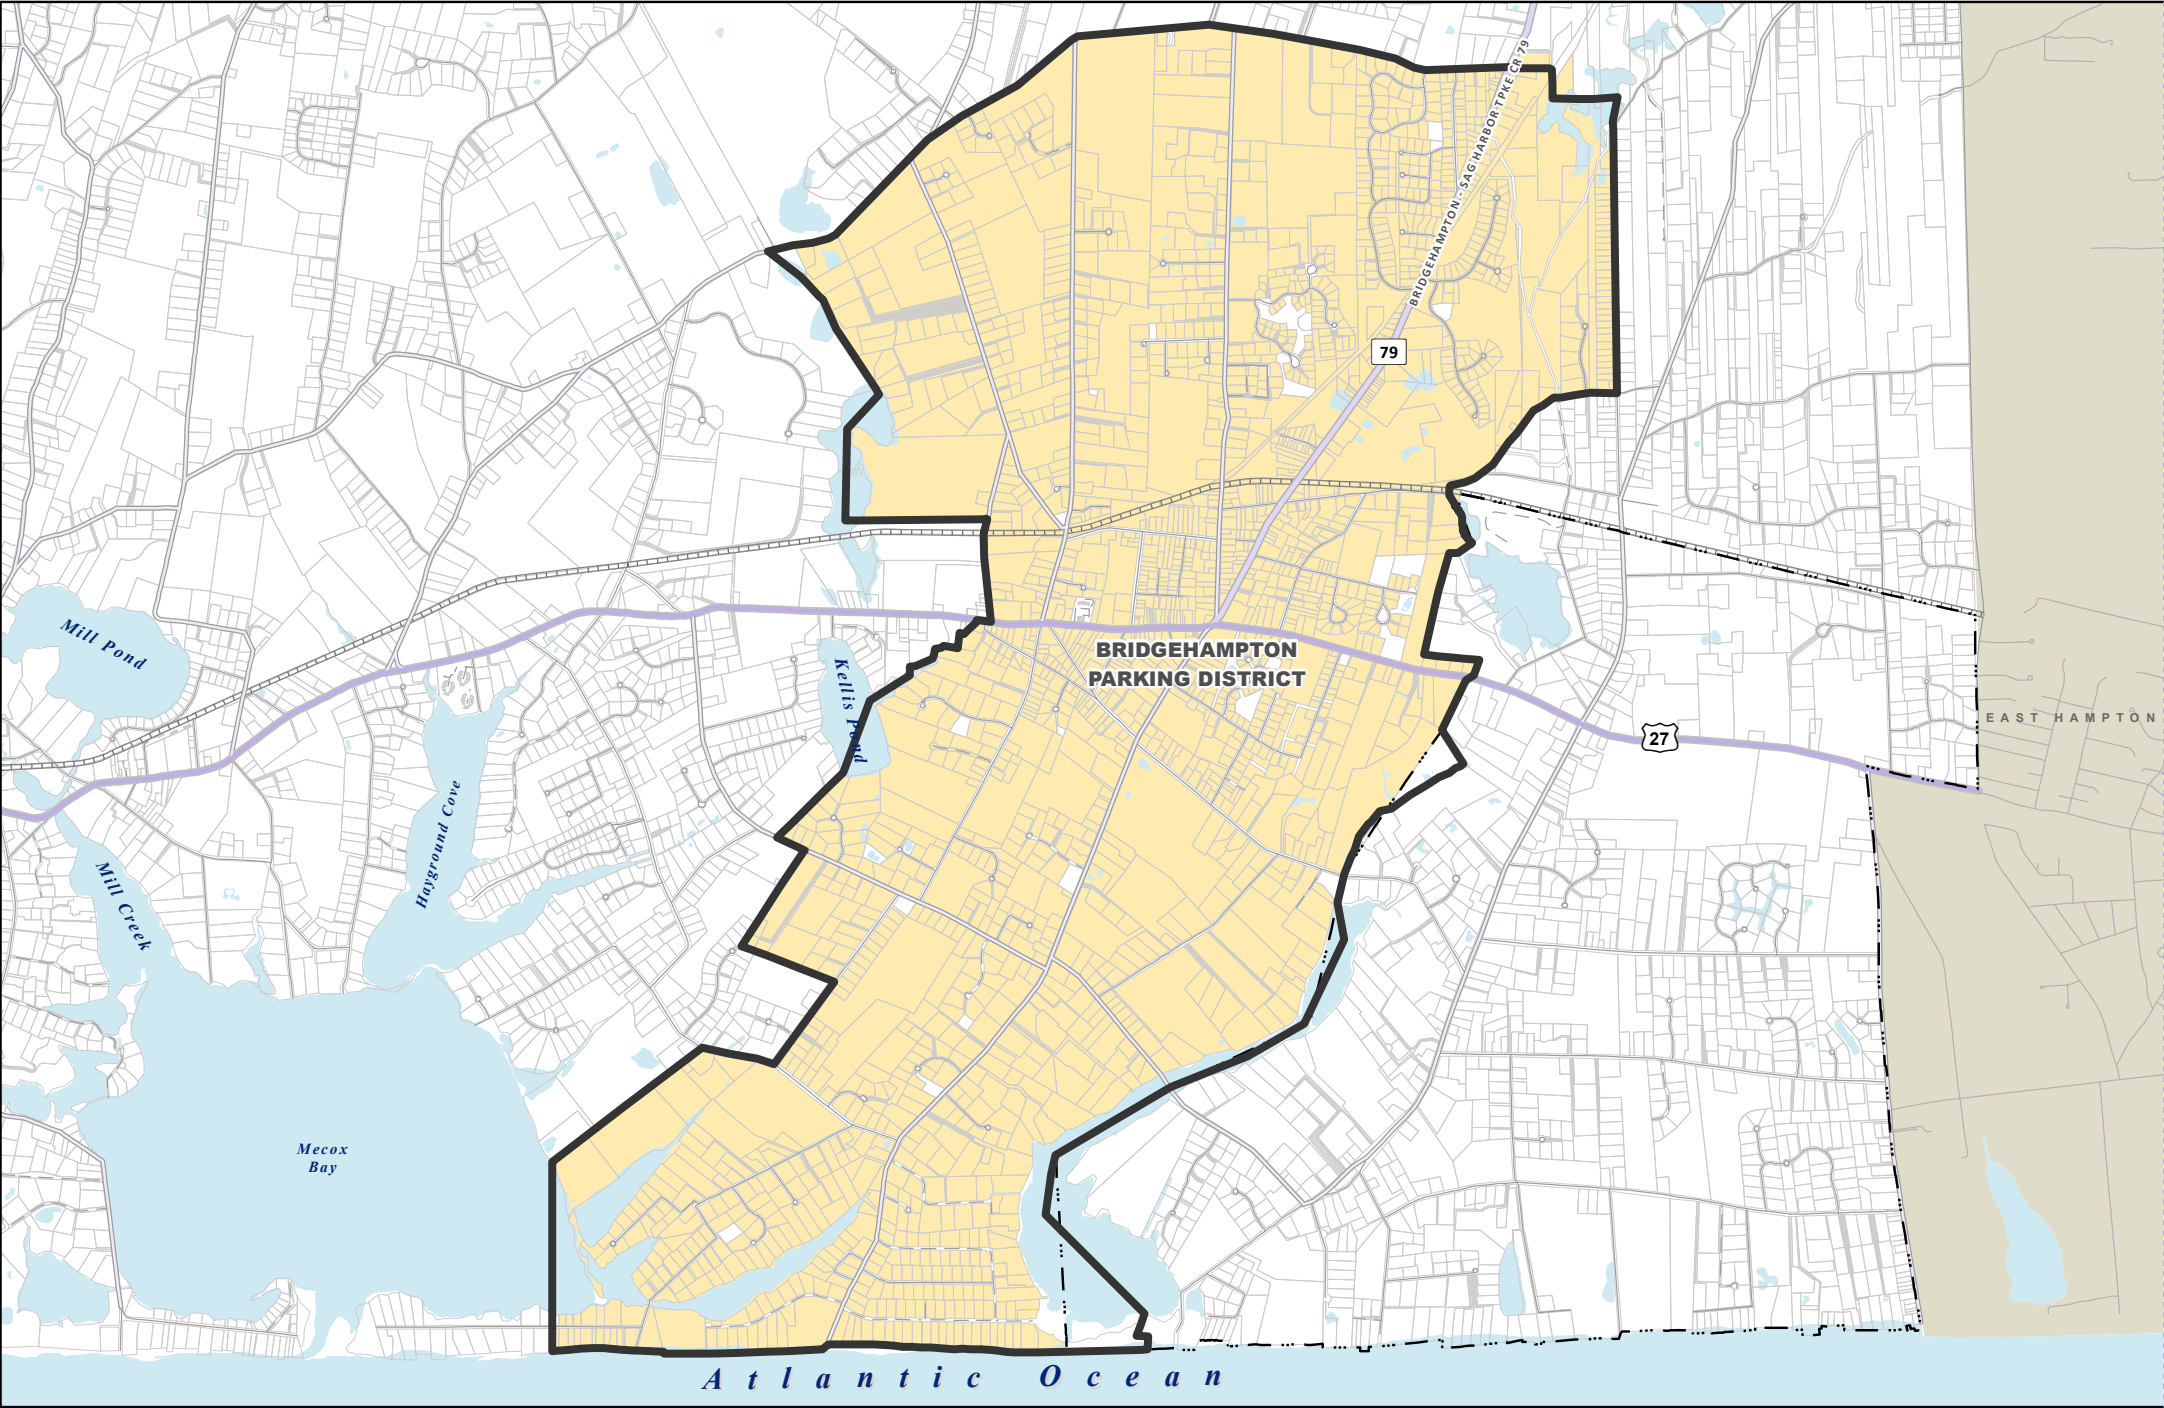 BRIDGEHAMPTON - SAG HARBOR TPKE CR-79
79
Mill Pond
Kellis Pond
BRIDGEHAMPTON
PARKING DISTRICT
EAST HAMPTON
27
Hayground Cove
Mill Creek
Mecox
Bay
Atlantic Ocean